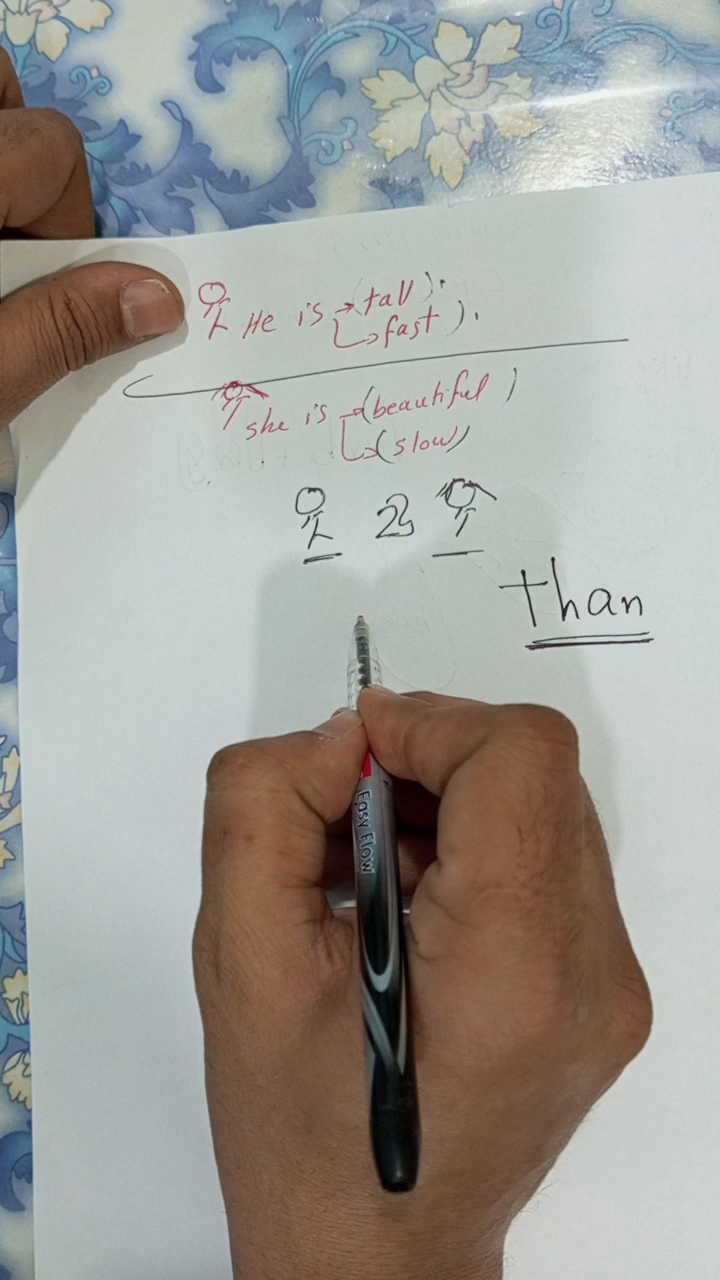 He is → (tall).
→ fast ).
she is → (beautiful )
→ (slow)
2
than
Easy Flow